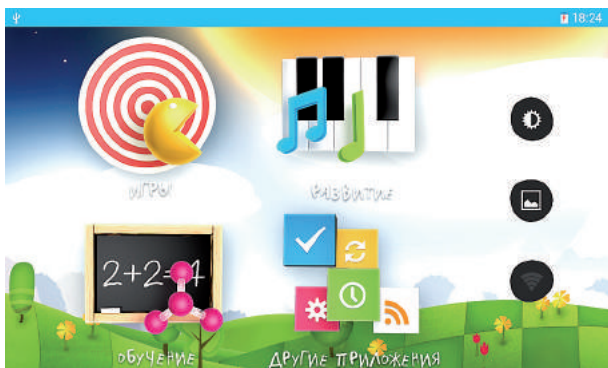 18:24
ИГРЫ
РАЗВИТИЕ
2+2=4
ОБУЧЕНИЕ
ДРУГИЕ ПРИЛОЖЕНИЯ